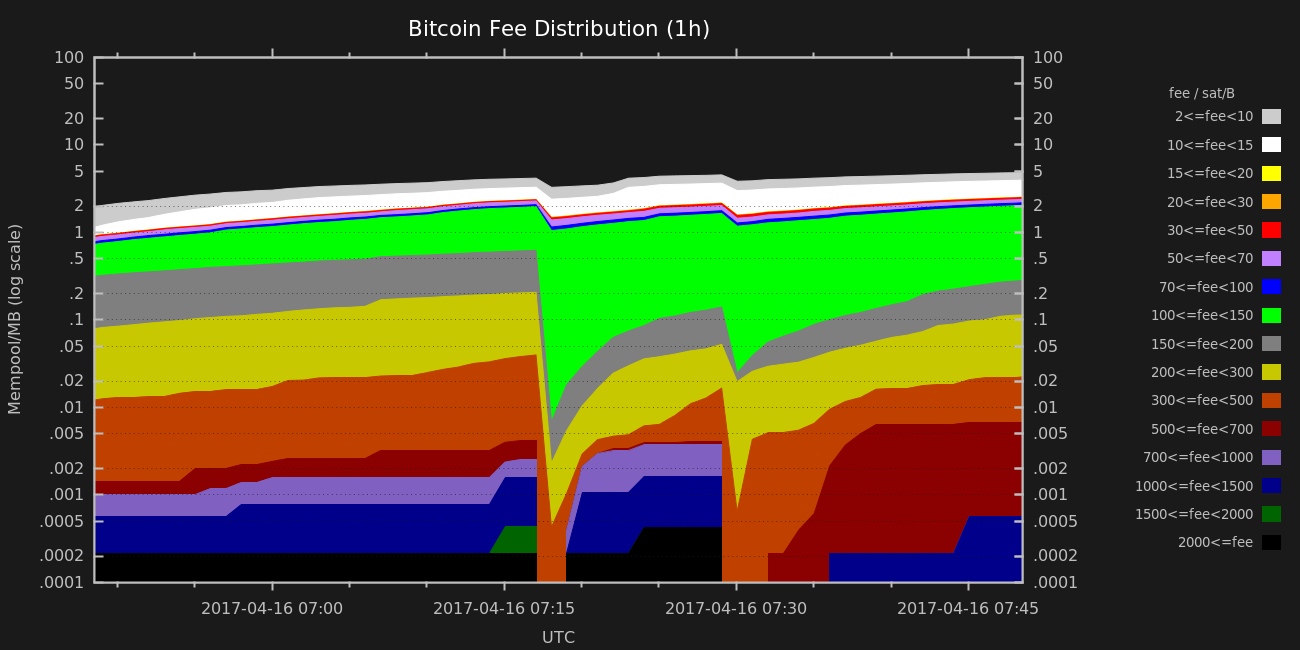 Bitcoin Fee Distribution (1h)
100
50
20
10
5
2
1
.5
.2
.1
.05
.02
.01
.005
.002
.001
.0005
.0002
.0001
Mempool/MB (log scale)
100
50
20
10
5
2
1
.5
.2
.1
.05
.02
.01
.005
.002
.001
.0005
.0002
.0001
2017-04-16 07:00
2017-04-16 07:15
2017-04-16 07:30
2017-04-16 07:45
UTC
fee / sat/B
2<=fee<10
10<=fee<15
15<=fee<20
20<=fee<30
30<=fee<50
50<=fee<70
70<=fee<100
100<=fee<150
150<=fee<200
200<=fee<300
300<=fee<500
500<=fee<700
700<=fee<1000
1000<=fee<1500
1500<=fee<2000
2000<=fee